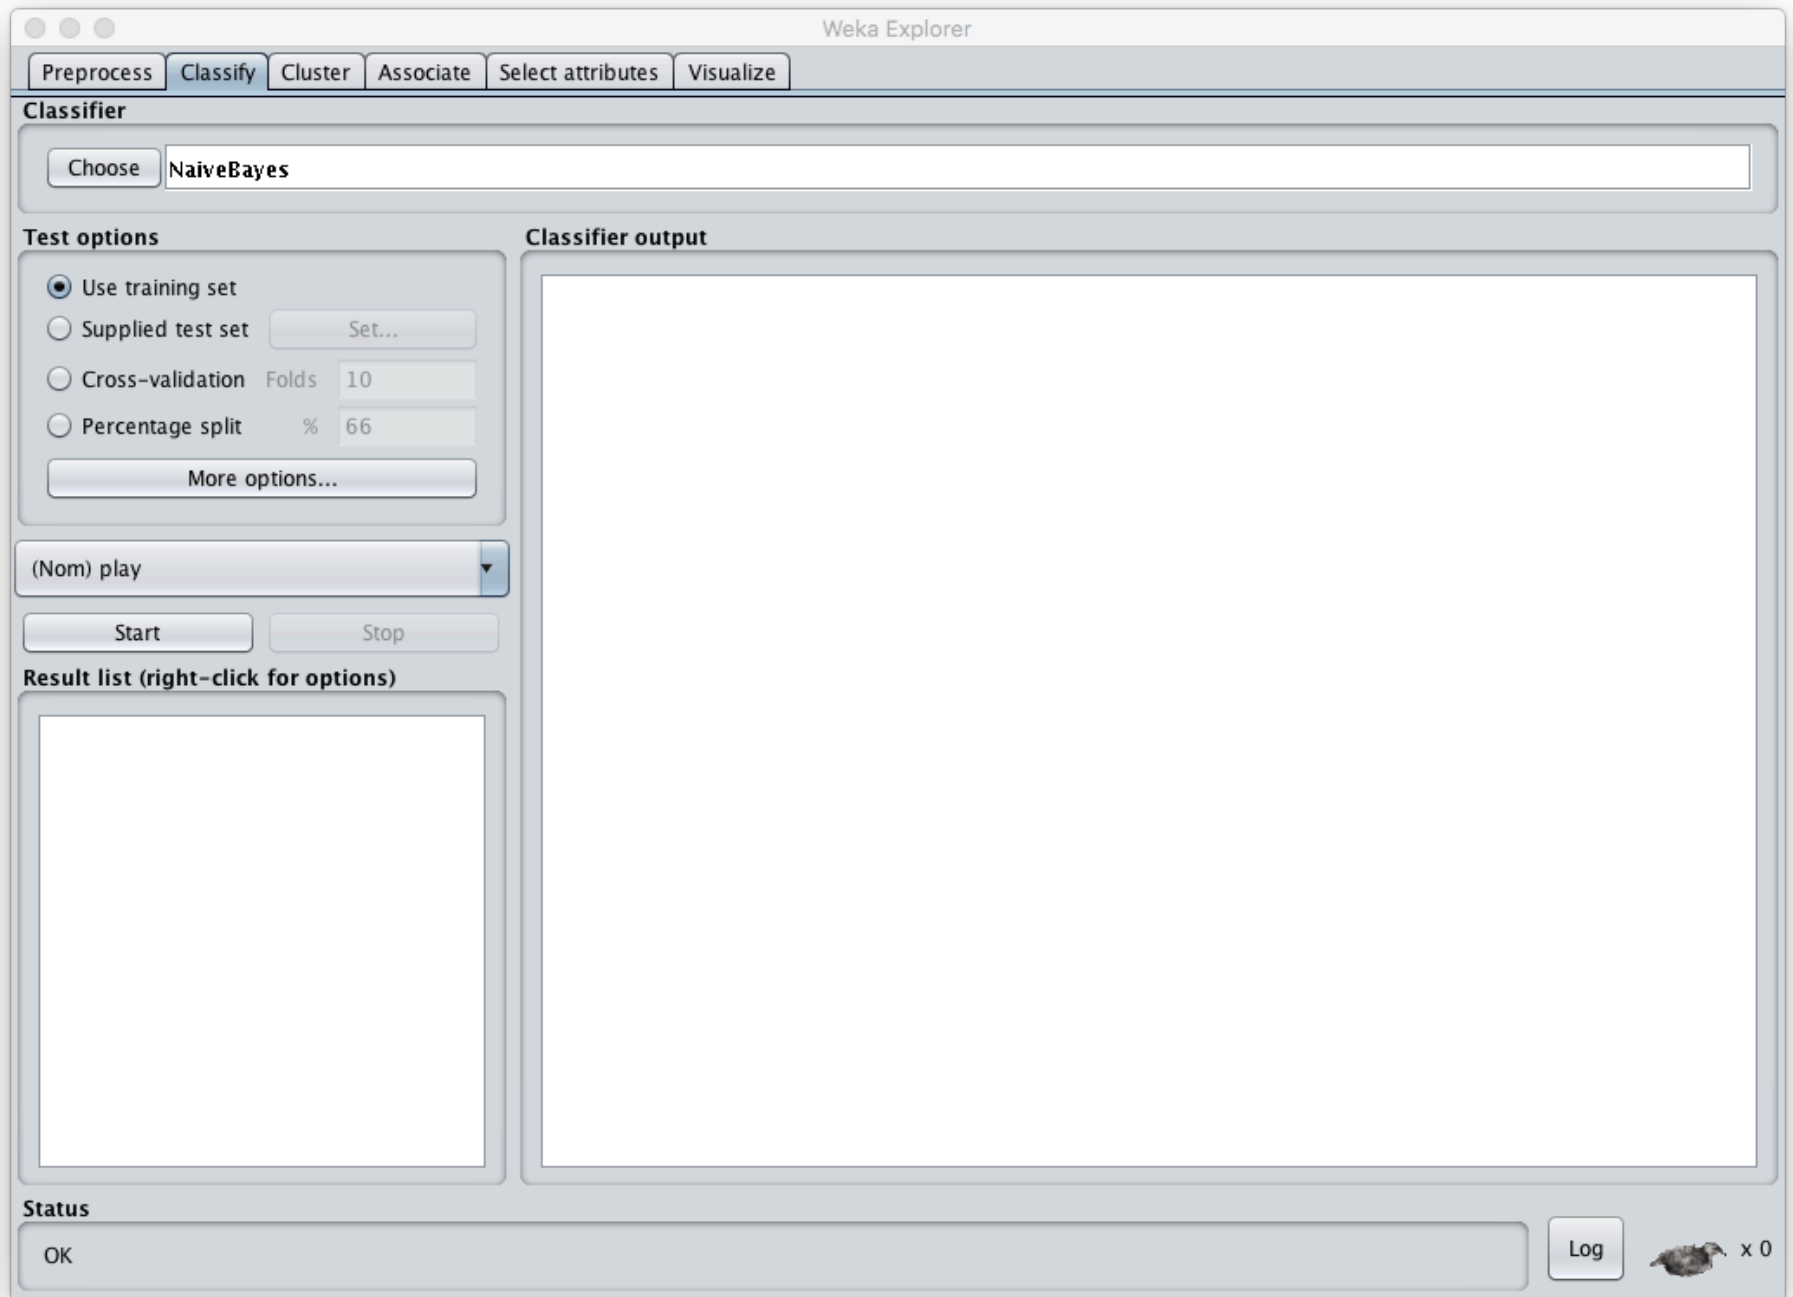 Weka Explorer
Preprocess Classify Cluster Associate Select attributes Visualize
Classifier
Choose NaiveBayes
Test options
Use training set
Supplied test set Set...
Cross-validation Folds 10
Percentage split % 66
More options...
(Nom) play
Start Stop
Result list (right-click for options)
Classifier output
Status
OK
Log x 0